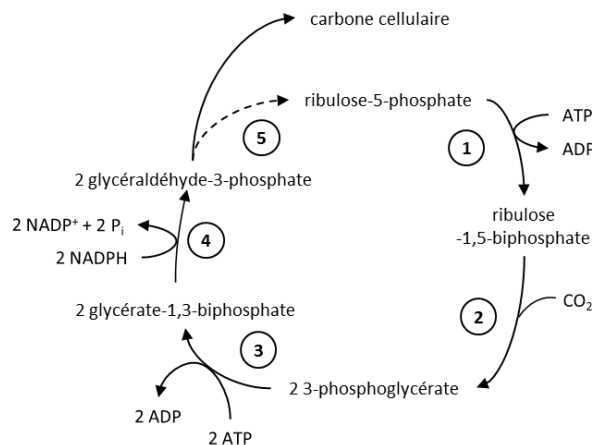 carbone cellulaire
ribulose-5-phosphate
ATP
1
5
ADP
2 glycéraldéhyde-3-phosphate
2 NADP⁺ + 2 Pᵢ
4
2 NADPH
ribulose
-1,5-biphosphate
2 glycérate-1,3-biphosphate
CO₂
2
3
2 3-phosphoglycérate
2 ADP
2 ATP